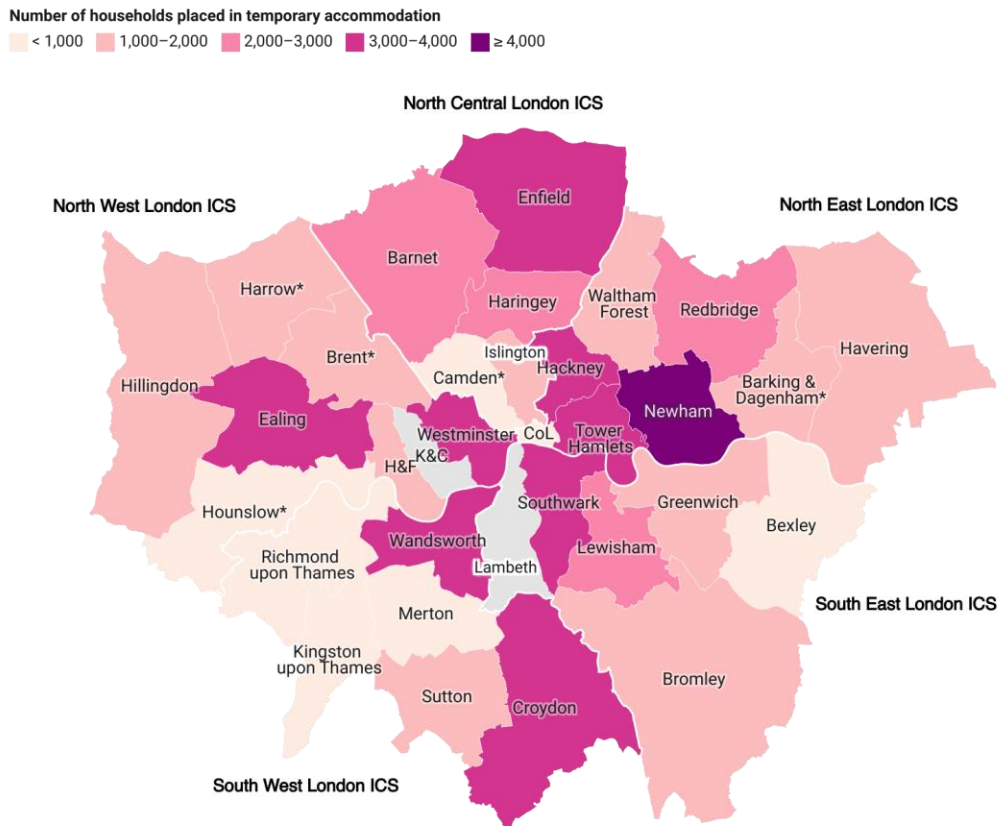 Number of households placed in temporary accommodation
< 1,000 1,000–2,000 2,000–3,000 3,000–4,000 ≥ 4,000
North Central London ICS
North West London ICS
North East London ICS
Enfield
Barnet
Harrow*
Haringey
Waltham
Forest
Redbridge
Havering
Islington
Brent*
Hackney
Camden*
Hillingdon
Barking &
Dagenham*
Newham
Ealing
Westminster
CoL
Tower
Hamlets
K&C
H&F
Southwark
Greenwich
Hounslow*
Bexley
Wandsworth
Lewisham
Richmond
upon Thames
Lambeth
South East London ICS
Merton
Kingston
upon Thames
Bromley
Sutton
Croydon
South West London ICS